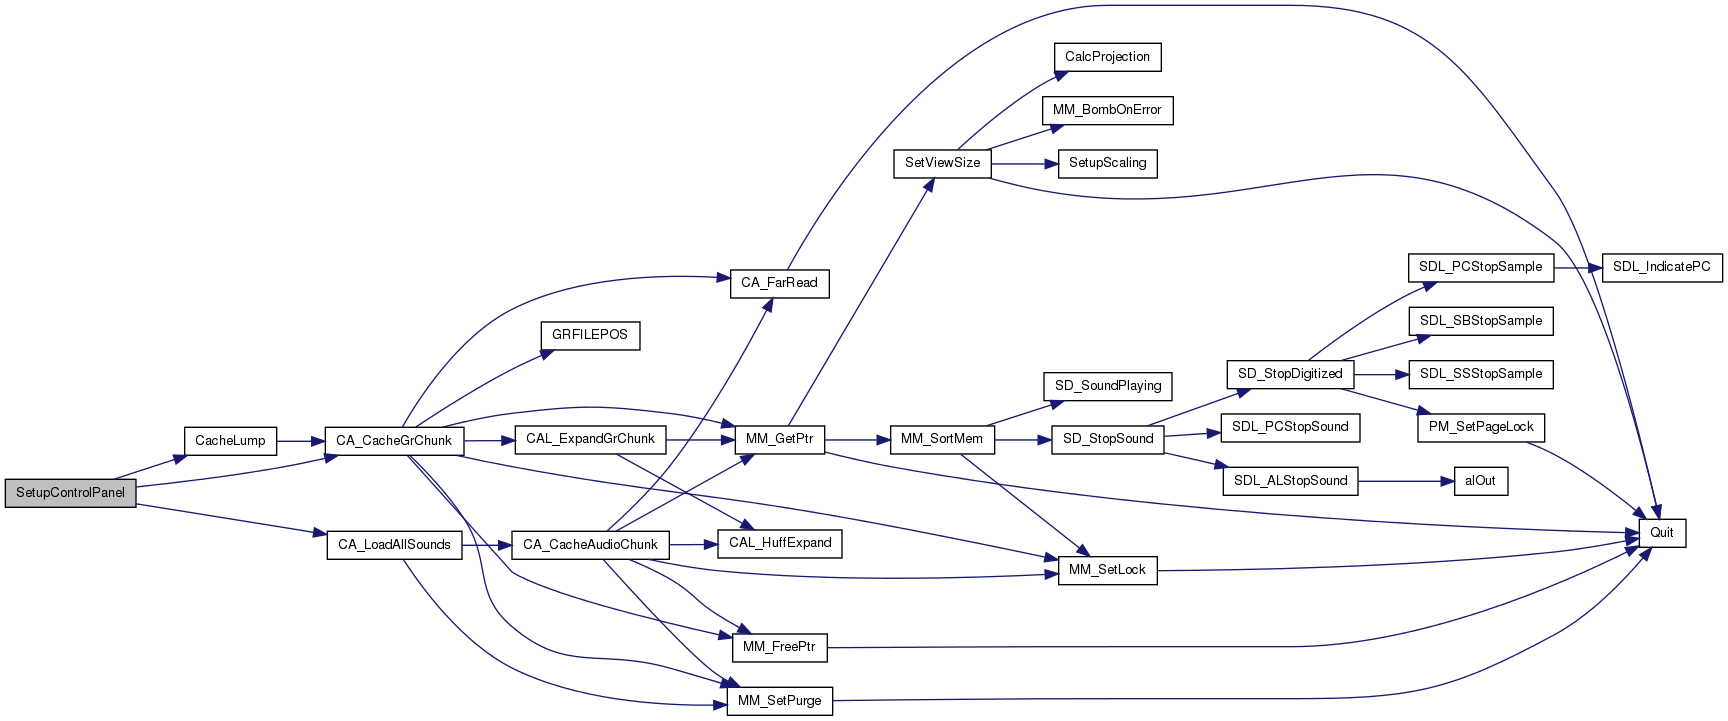 CalcProjection
MM_BombOnError
SetViewSize
SetupScaling
SDL_PCStopSample
SDL_IndicatePC
CA_FarRead
SDL_SBStopSample
GRFILEPOS
SD_StopDigitized
SDL_SSStopSample
SD_SoundPlaying
CacheLump
CA_CacheGrChunk
CAL_ExpandGrChunk
MM_GetPtr
MM_SortMem
SD_StopSound
SDL_PCStopSound
PM_SetPageLock
SetupControlPanel
SDL_ALStopSound
alOut
CA_LoadAllSounds
CA_CacheAudioChunk
CAL_HuffExpand
Quit
MM_SetLock
MM_FreePtr
MM_SetPurge